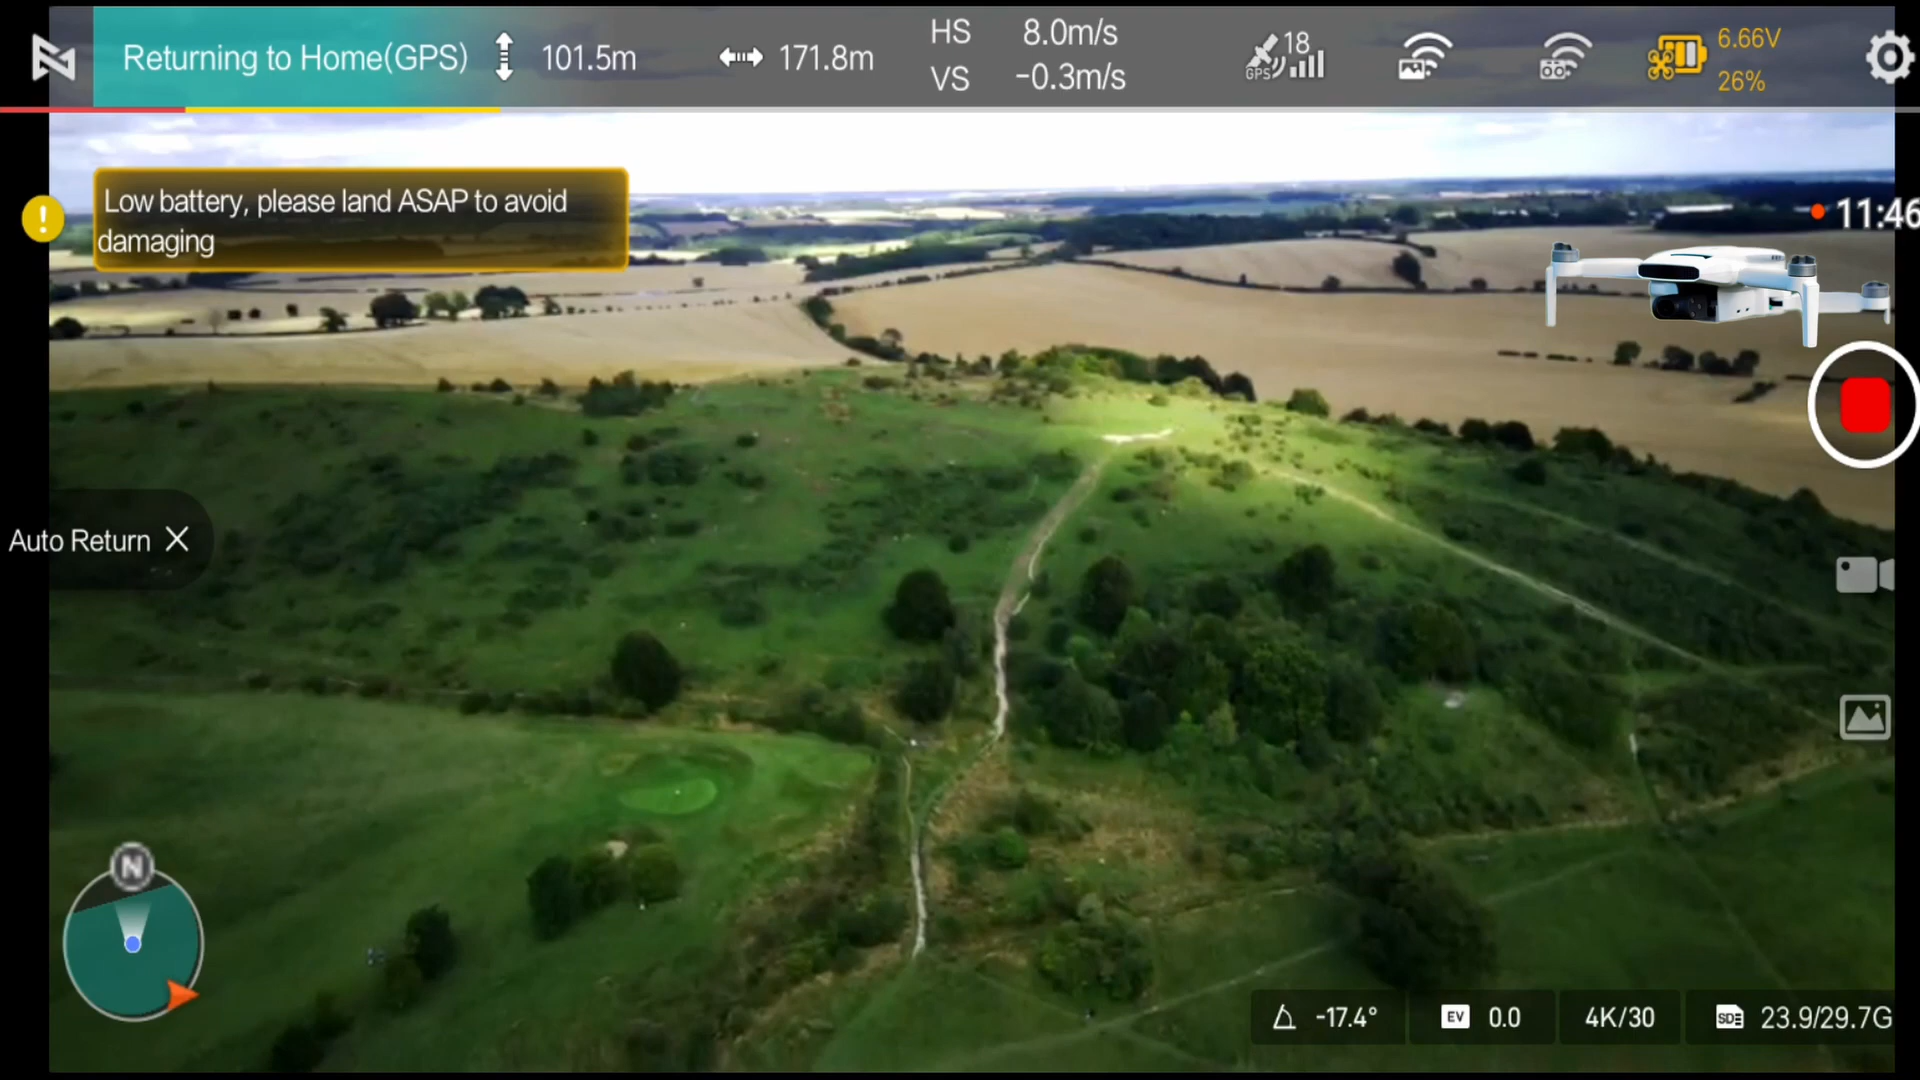 Returning to Home(GPS) 101.5m 171.8m
HS 8.0m/s
VS -0.3m/s
GPS 18
6.66V
26%
Low battery, please land ASAP to avoid
damaging
11:46
Auto Return
N
-17.4°
EV 0.0
4K/30
SD 23.9/29.7G